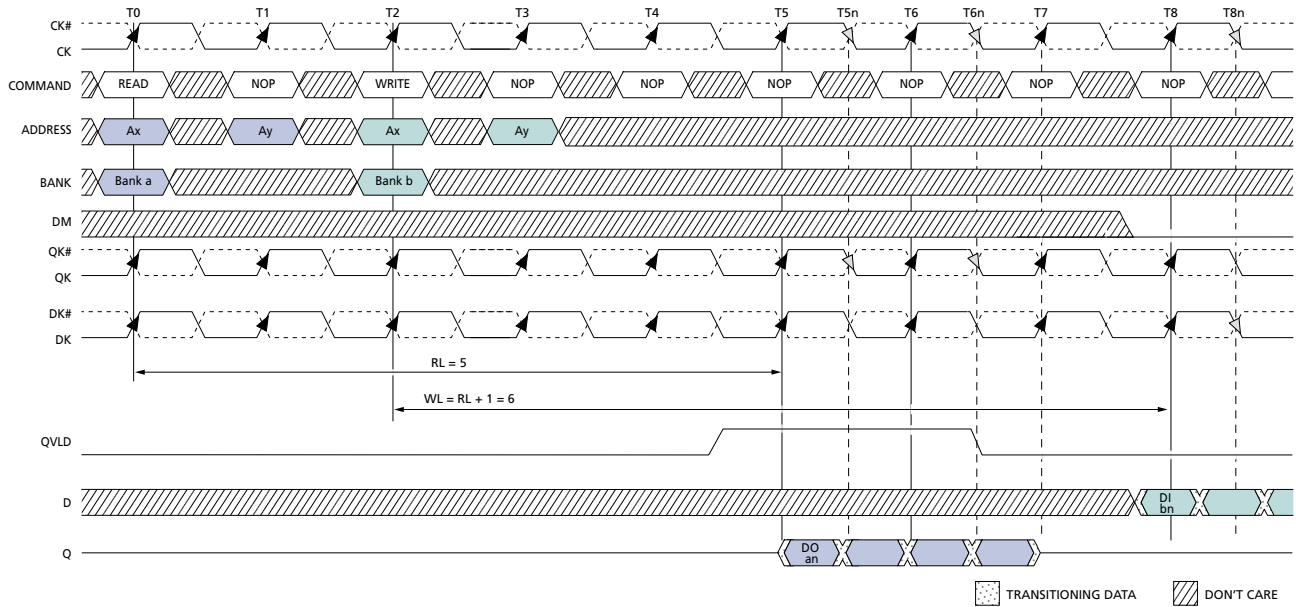 T0 T1 T2 T3 T4 T5 T5n T6 T6n T7 T8 T8n
CK#
CK
COMMAND READ NOP WRITE NOP NOP NOP NOP NOP NOP
ADDRESS Ax Ay Ax Ay
BANK Bank a Bank b
DM
QK#
QK
DK#
DK
RL = 5
WL = RL + 1 = 6
QVLD
D DI
bn
Q DO
an
TRANSITIONING DATA DON'T CARE